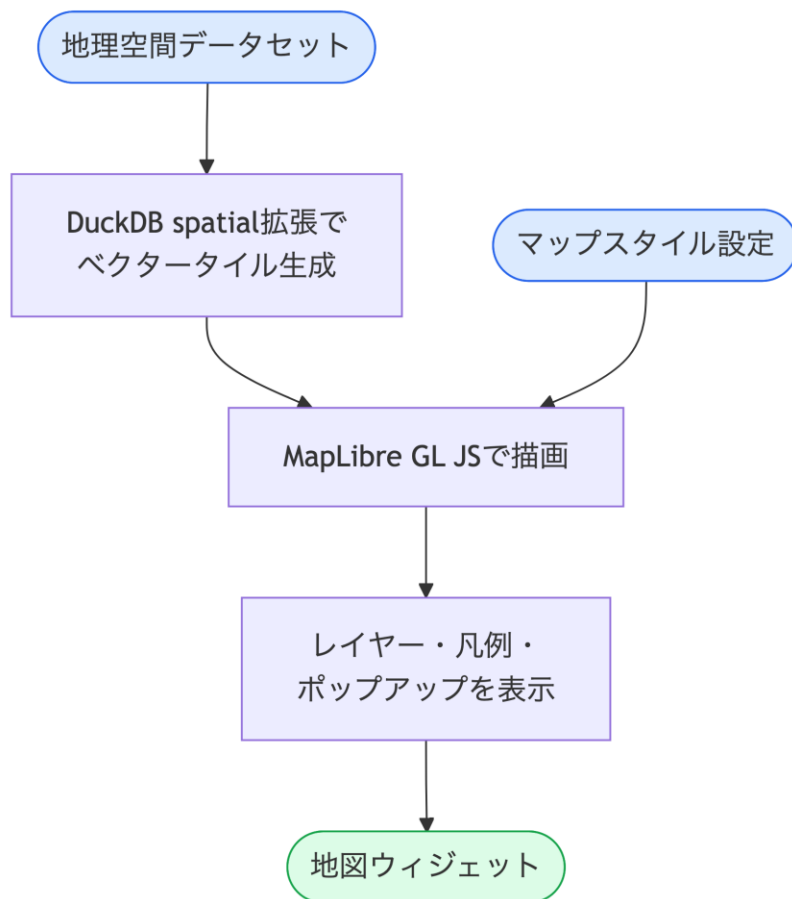 地理空間データセット
DuckDB spatial拡張で
ベクタータイル生成
マップスタイル設定
MapLibre GL JSで描画
レイヤー・凡例・
ポップアップを表示
地図ウィジェット